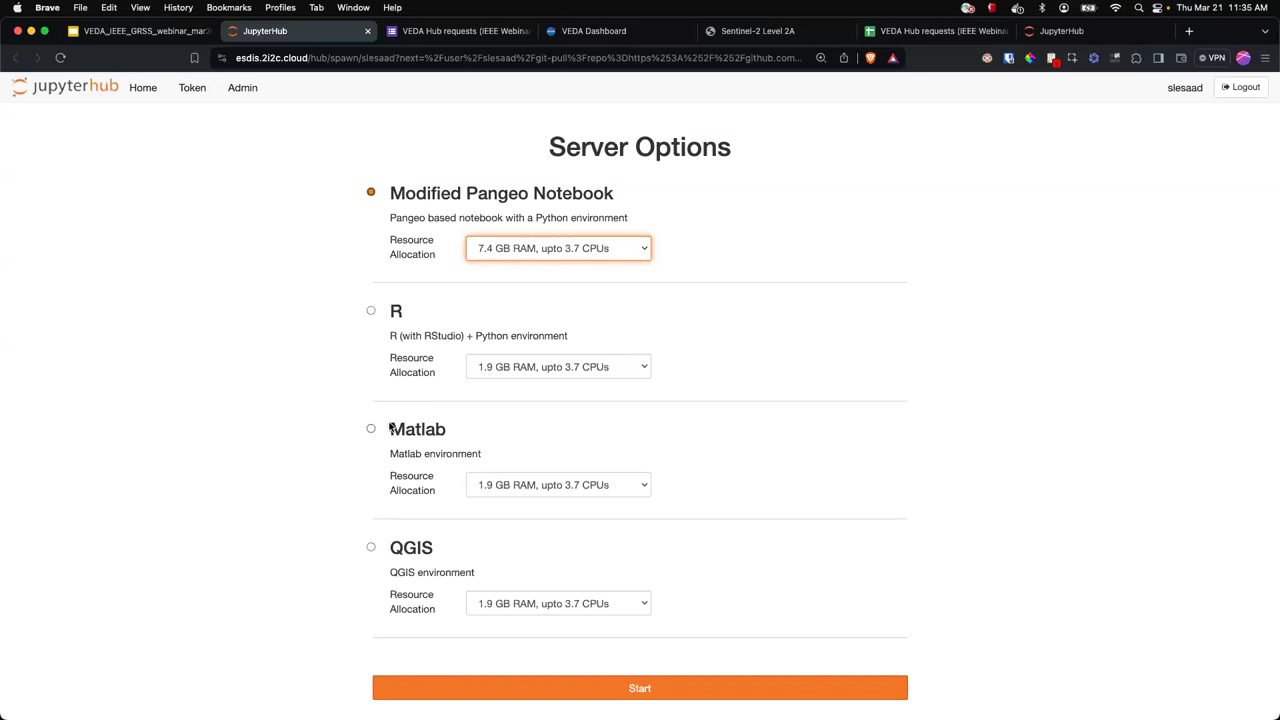 Brave File Edit View History Bookmarks Profiles Tab Window Help Thu Mar 21 11:35 AM
VEDA_IEEE_GRSS_webinar_mar2 JupyterHub VEDA Hub requests (IEEE Webinar VEDA Dashboard Sentinel-2 Level 2A VEDA Hub requests (IEEE Webinar JupyterHub
esdis.2i2c.cloud/hub/spawn/slesaad?next=%2Fuser%2Fslesaad%2Fgit-pull%3Frepo%3Dhttps%253A%252F%252Fgithub.com... VPN
jupyterhub Home Token Admin slesaad Logout
Server Options
Modified Pangeo Notebook
Pangeo based notebook with a Python environment
Resource
Allocation
7.4 GB RAM, upto 3.7 CPUs
R
R (with RStudio) + Python environment
Resource
Allocation
1.9 GB RAM, upto 3.7 CPUs
Matlab
Matlab environment
Resource
Allocation
1.9 GB RAM, upto 3.7 CPUs
QGIS
QGIS environment
Resource
Allocation
1.9 GB RAM, upto 3.7 CPUs
Start